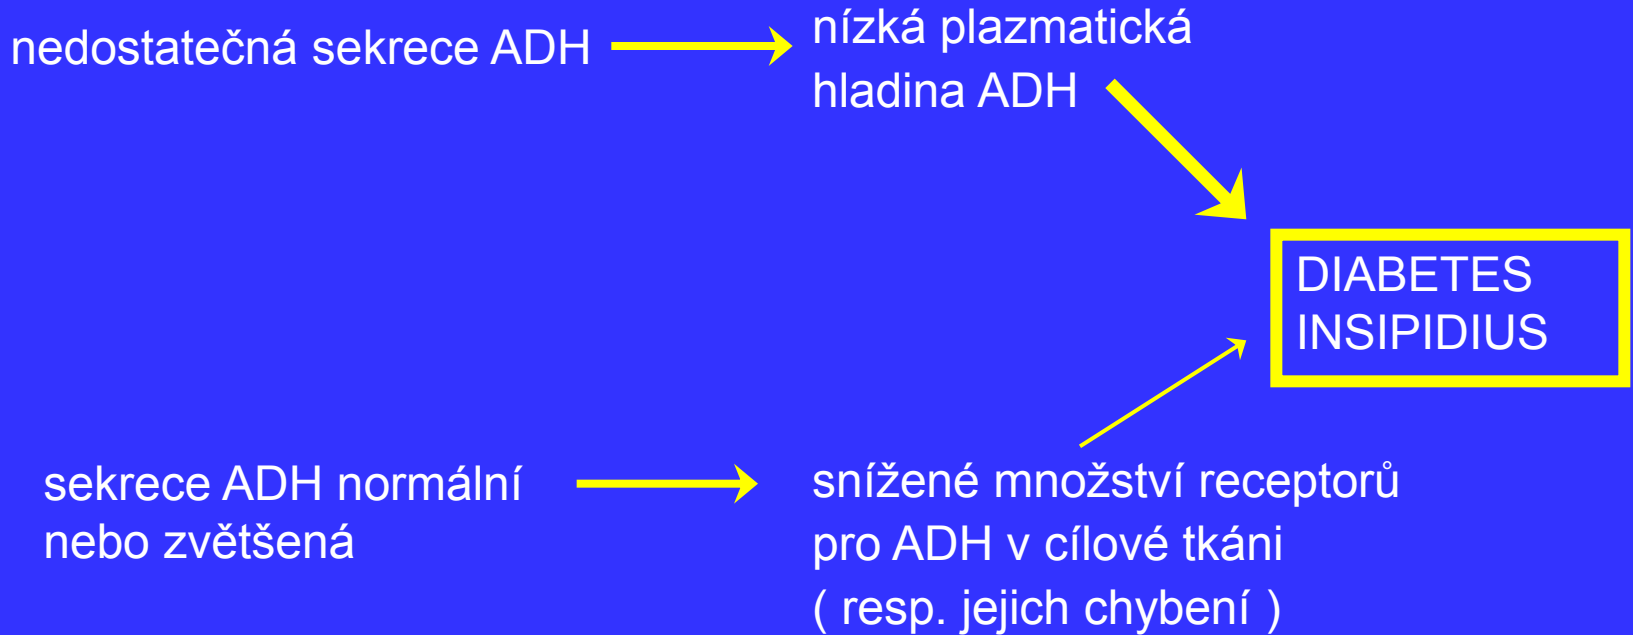 nedostatečná sekrece ADH
nízká plazmatická
hladina ADH
DIABETES
INSIPIDIUS
sekrece ADH normální
nebo zvětšená
snížené množství receptorů
pro ADH v cílové tkáni
( resp. jejich chybení )